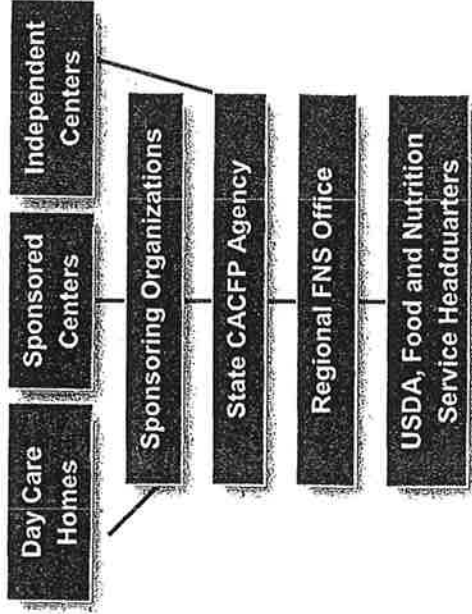 Day Care
Homes
Sponsored
Centers
Independent
Centers
Sponsoring Organizations
State CACFP Agency
Regional FNS Office
USDA, Food and Nutrition
Service Headquarters